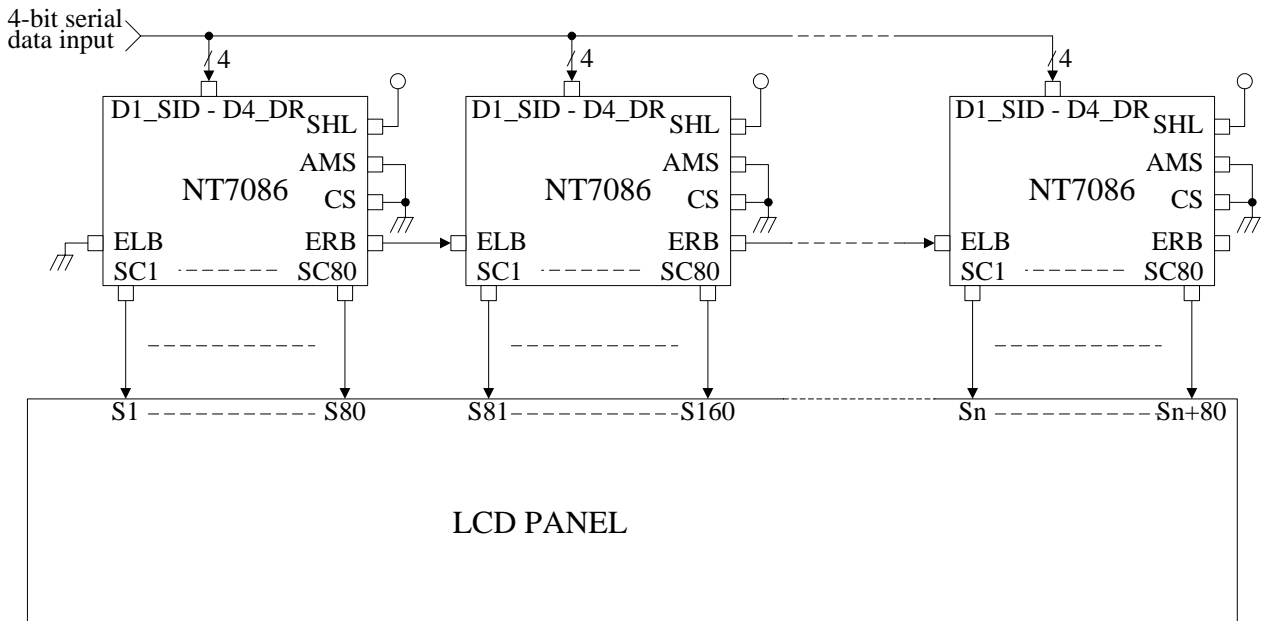 4-bit serial
data input
4 4 4
D1_SID - D4_DR D1_SID - D4_DR D1_SID - D4_DR
SHL SHL SHL
AMS AMS AMS
NT7086 NT7086 NT7086
CS CS CS
ELB ERB ELB ERB ELB ERB
SC1 SC80 SC1 SC80 SC1 SC80
S1 S80 S81 S160 Sn Sn+80
LCD PANEL